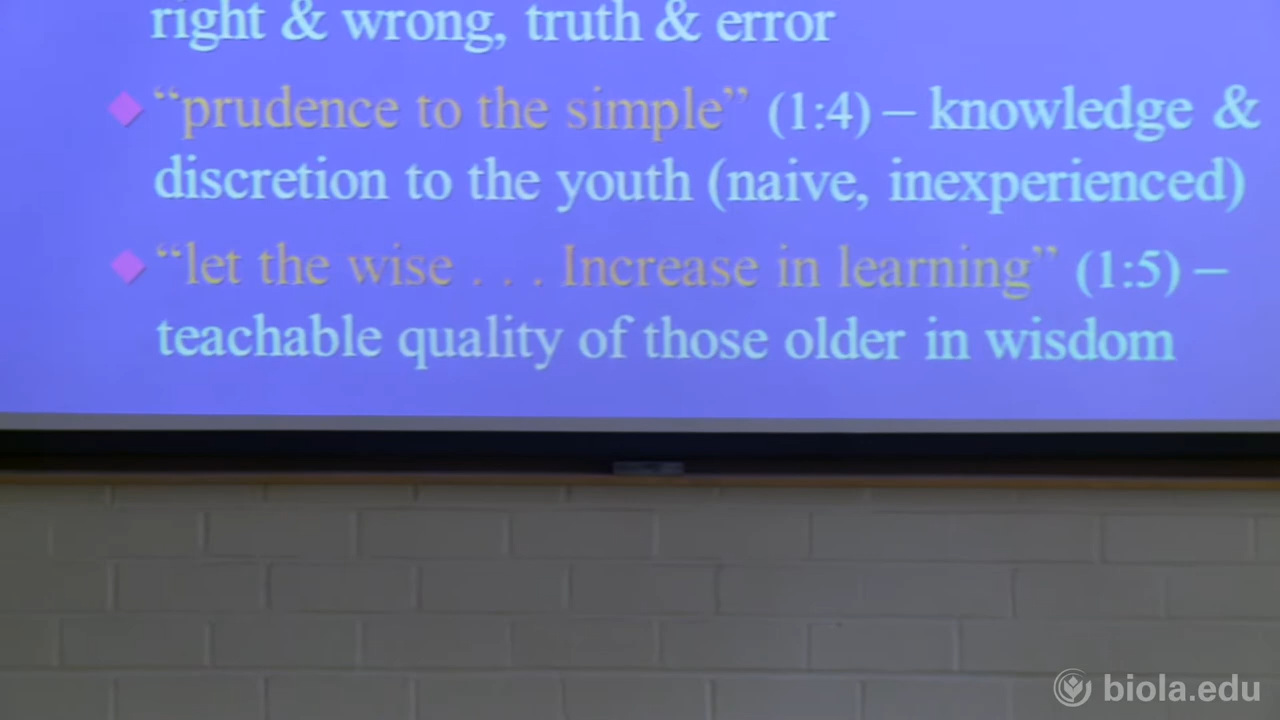 right & wrong, truth & error
“prudence to the simple” (1:4) – knowledge &
discretion to the youth (naive, inexperienced)
“let the wise . . . Increase in learning” (1:5) –
teachable quality of those older in wisdom
biola.edu